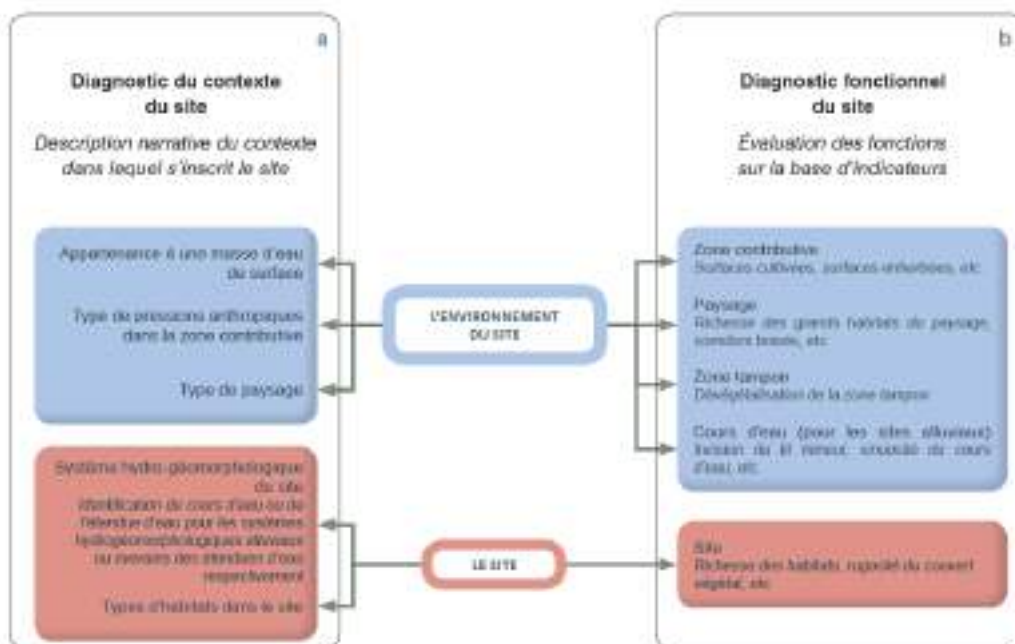 a
Diagnostic du contexte
du site
Description narrative du contexte
dans lequel s'inscrit le site
Appartenance à une masse d'eau
de surface
Type de pressions anthropiques
dans la zone contributive
Type de paysage
Système hydro-géomorphologique
du site
Identification du cours d'eau ou de
l'étendue d'eau pour les systèmes
hydrogéomorphologiques alluviaux
ou riverains des étendues d'eau
respectivement
Types d'habitats dans le site
L'ENVIRONNEMENT
DU SITE
LE SITE
b
Diagnostic fonctionnel
du site
Évaluation des fonctions
sur la base d'indicateurs
Zone contributive
Surfaces cultivées, surfaces enherbées, etc.
Paysage
Richesse des grands habitats du paysage,
corridors boisés, etc.
Zone tampon
Dévégétalisation de la zone tampon
Cours d'eau (pour les sites alluviaux)
Incision du lit mineur, sinuosité du cours
d'eau, etc.
Site
Richesse des habitats, rugosité du couvert
végétal, etc.